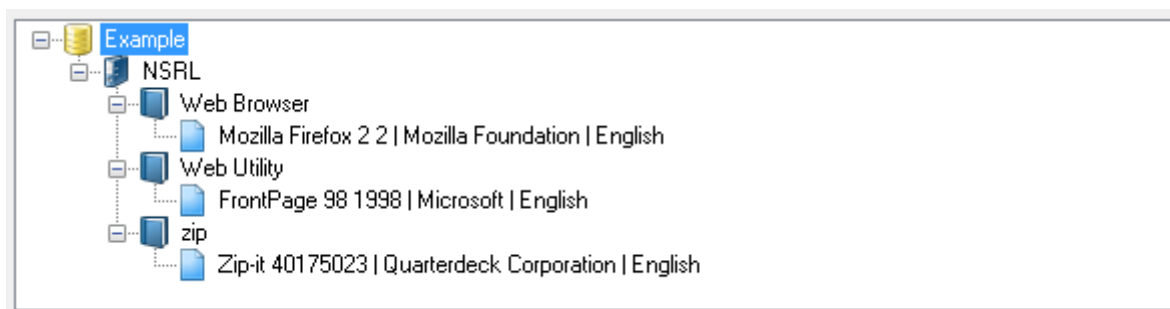 Example
NSRL
Web Browser
Mozilla Firefox 2 2 | Mozilla Foundation | English
Web Utility
FrontPage 98 1998 | Microsoft | English
zip
Zip-it 40175023 | Quarterdeck Corporation | English